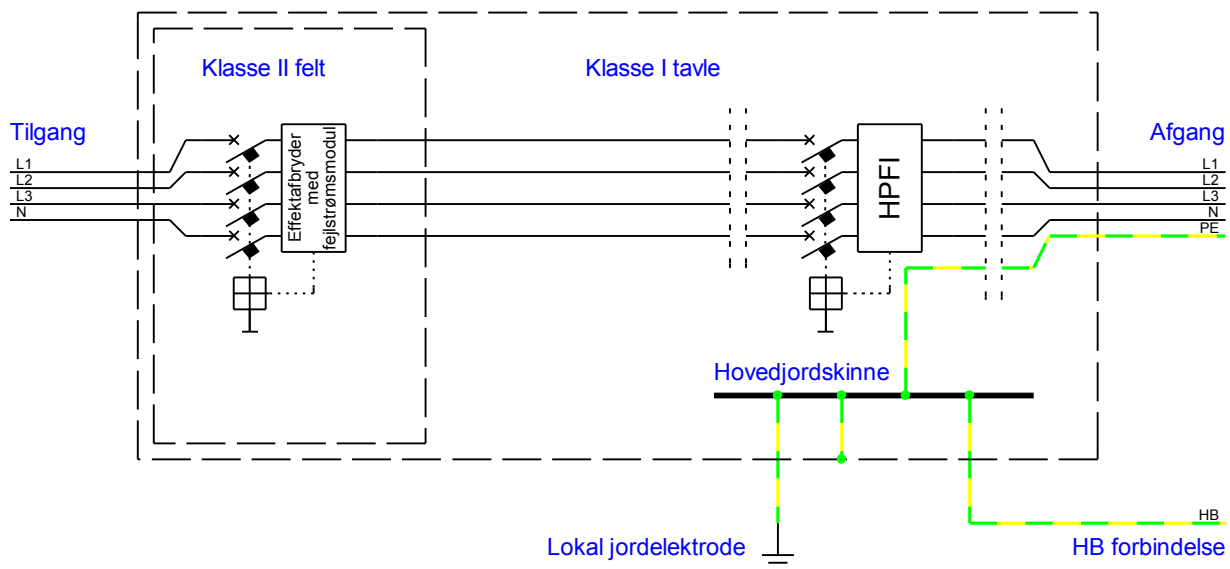 Klasse II felt
Klasse I tavle
Tilgang
L1
L2
L3
N
Effektafbryder
med
fejlstrømsmodul
HPFI
Afgang
L1
L2
L3
N
PE
Hovedjordskinne
Lokal jordelektrode
HB
HB forbindelse